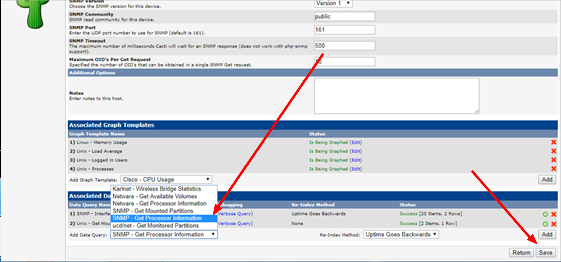 SNMP Version
Choose the SNMP version for this device.
Version 1
SNMP Community
SNMP read community for this device.
public
SNMP Port
Enter the UDP port number to use for SNMP (default is 161).
161
SNMP Timeout
The maximum number of milliseconds Cacti will wait for an SNMP response (does not work with php-snmp support).
500
Maximum OID's Per Get Request
Specified the number of OID's that can be obtained in a single SNMP Get request.
Additional Options
Notes
Enter notes to this host.
Associated Graph Templates
Graph Template Name Status
1) Linux - Memory Usage Is Being Graphed (Edit)
2) Unix - Load Average Is Being Graphed (Edit)
3) Unix - Logged in Users Is Being Graphed (Edit)
4) Unix - Processes Is Being Graphed (Edit)
Add Graph Template: Cisco - CPU Usage Add
Karlnet - Wireless Bridge Statistics
Netware - Get Available Volumes
Netware - Get Processor Information
SNMP - Get Mounted Partitions
SNMP - Get Processor Information
ucd/net - Get Monitored Partitions
Associated Da
Data Query Name gging Re-Index Method Status
1) SNMP - Interfa Verbose Query) Uptime Goes Backwards Success [20 Items, 2 Rows]
2) Unix - Get Mou Verbose Query) None Success [2 Items, 1 Row]
Add Data Query: SNMP - Get Processor Information Re-Index Method: Uptime Goes Backwards Add
Return Save